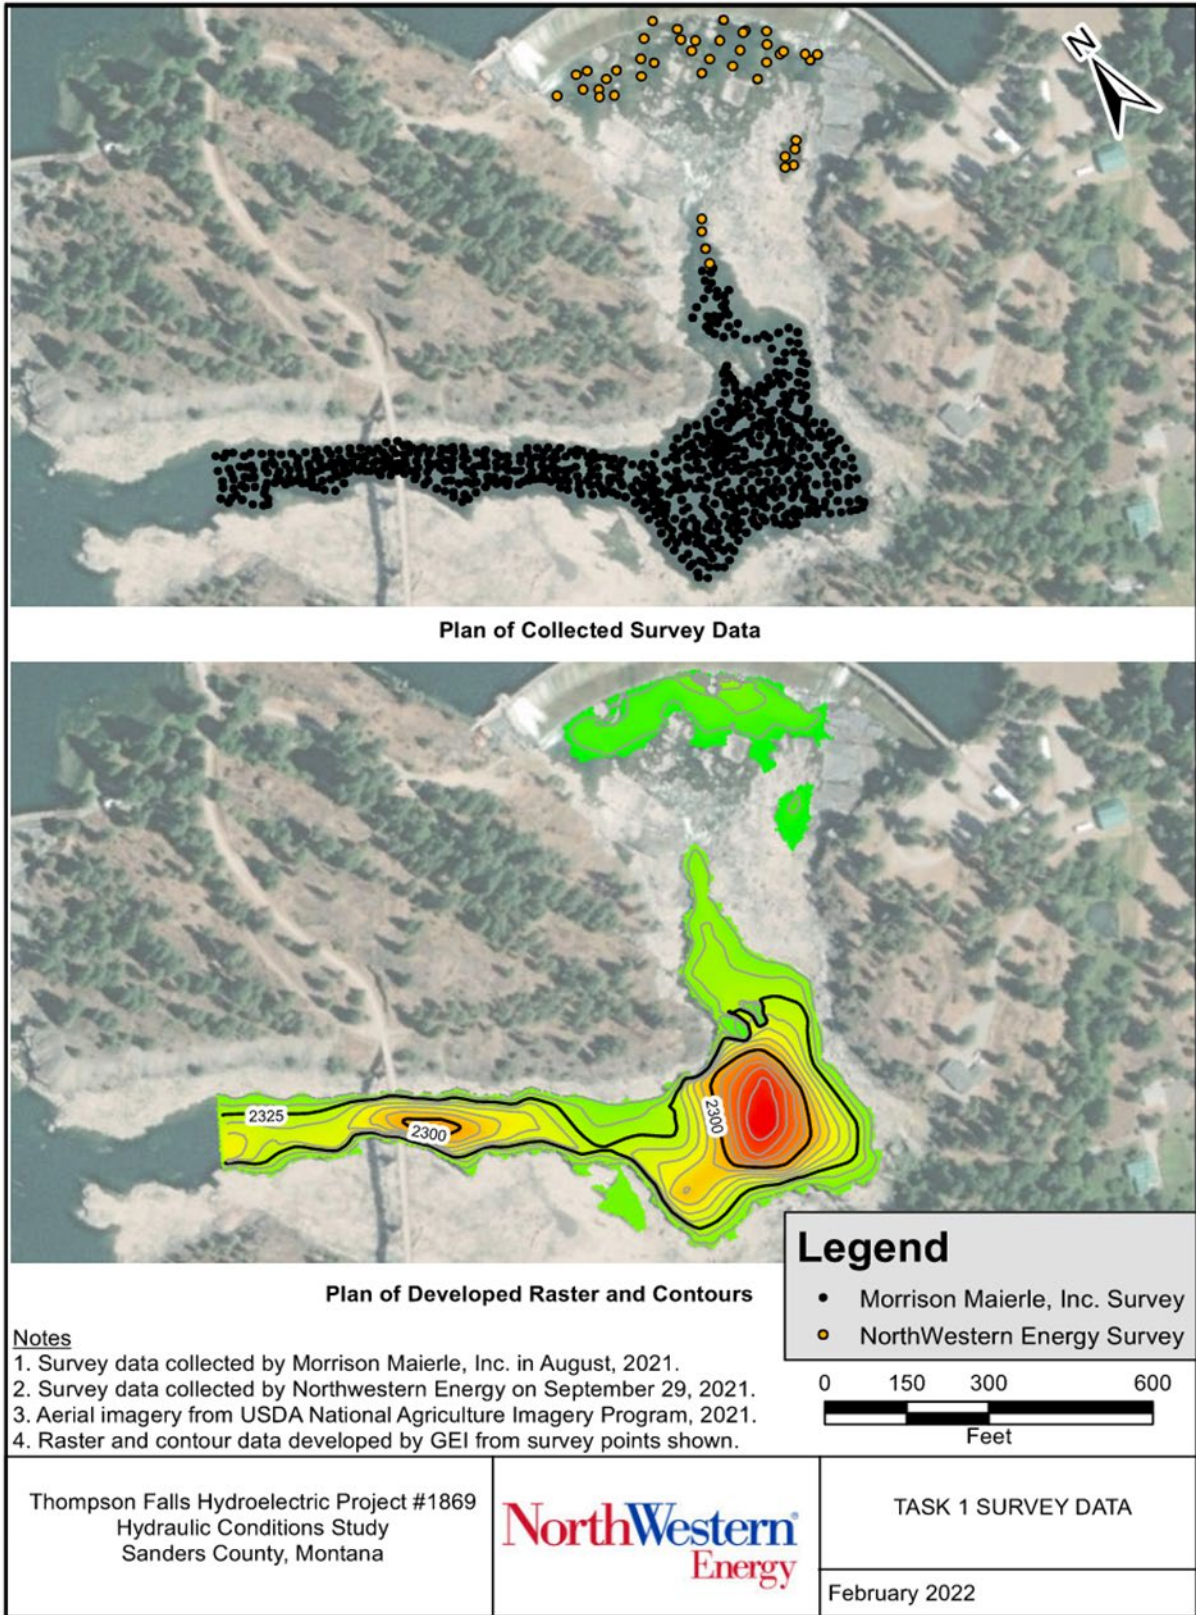 N
Plan of Collected Survey Data
2325
2300
2300
Plan of Developed Raster and Contours
Legend
Morrison Maierle, Inc. Survey
NorthWestern Energy Survey
Notes
1. Survey data collected by Morrison Maierle, Inc. in August, 2021.
2. Survey data collected by Northwestern Energy on September 29, 2021.
3. Aerial imagery from USDA National Agriculture Imagery Program, 2021.
4. Raster and contour data developed by GEI from survey points shown.
0 150 300 600
Feet
Thompson Falls Hydroelectric Project #1869
Hydraulic Conditions Study
Sanders County, Montana
NorthWestern®
Energy
TASK 1 SURVEY DATA
February 2022